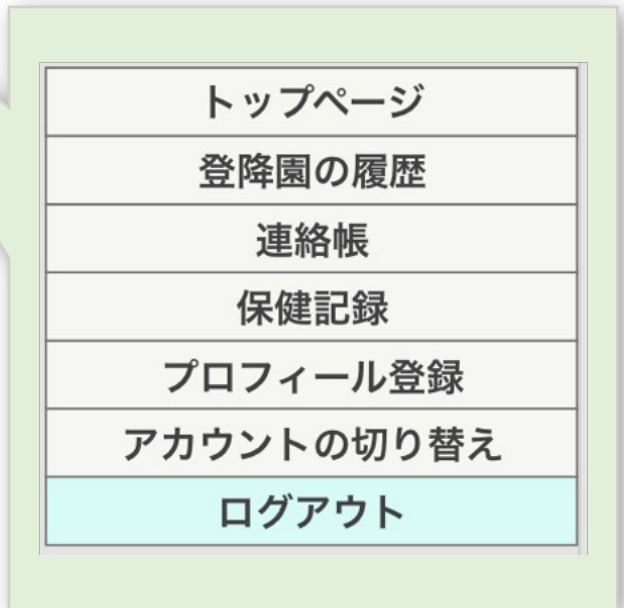 トップページ
登降園の履歴
連絡帳
保健記録
プロフィール登録
アカウントの切り替え
ログアウト